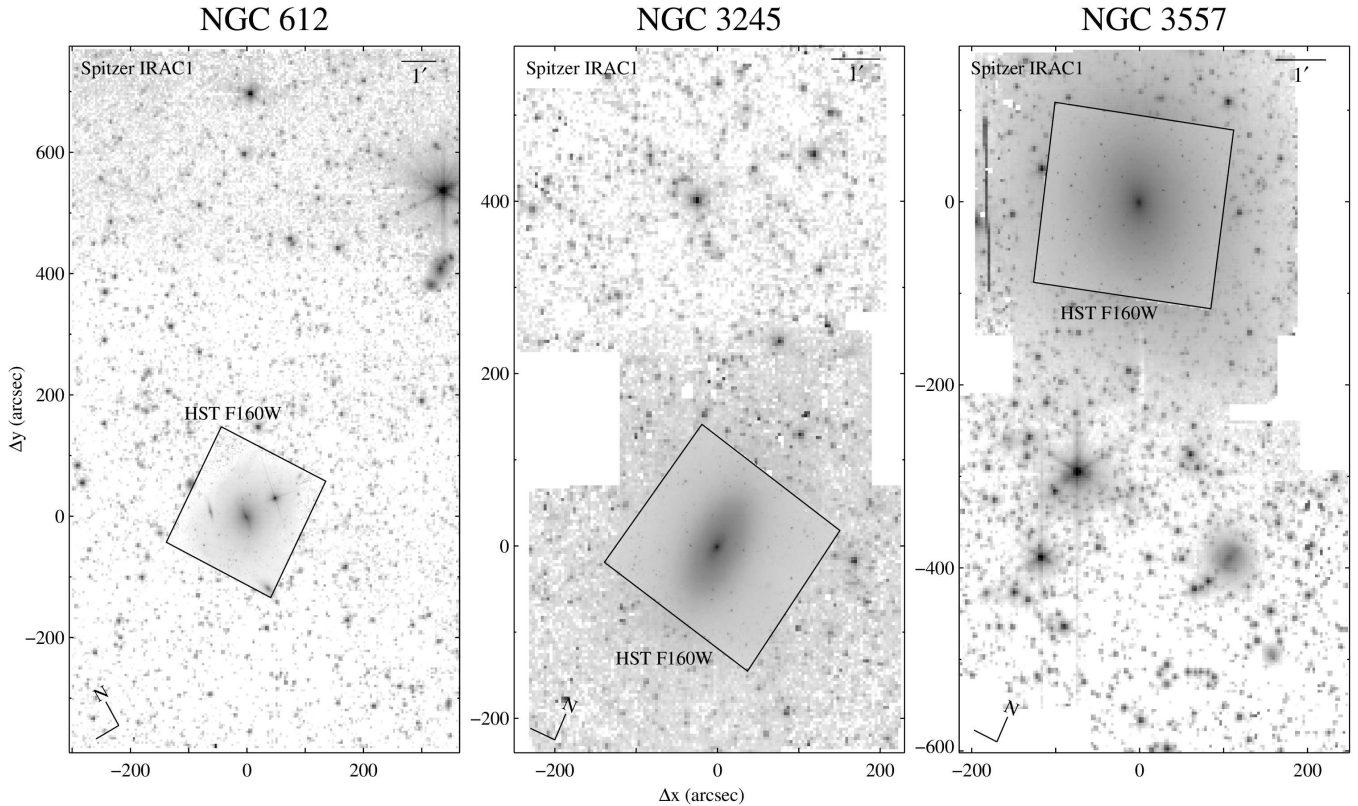 NGC 612
NGC 3245
NGC 3557
Spitzer IRAC1
1′
Spitzer IRAC1
1′
Spitzer IRAC1
1′
600
400
200
0
−200
HST F160W
N
400
200
0
−200
HST F160W
N
0
−200
−400
−600
HST F160W
N
Δy (arcsec)
−200
0
200
−200
0
200
−200
0
200
Δx (arcsec)